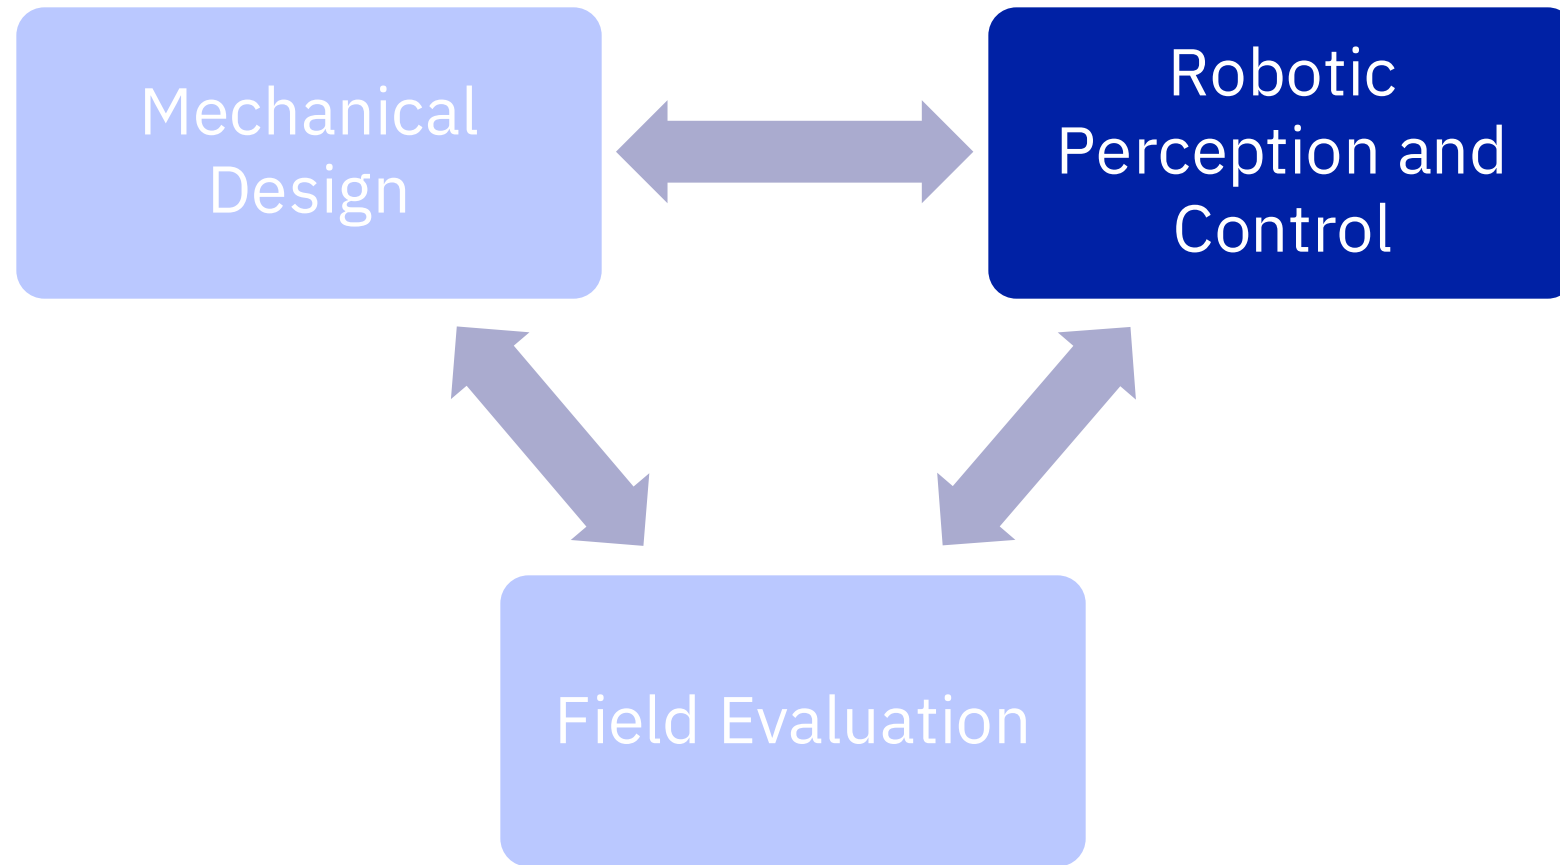 Mechanical
Design
Robotic
Perception and
Control
Field Evaluation